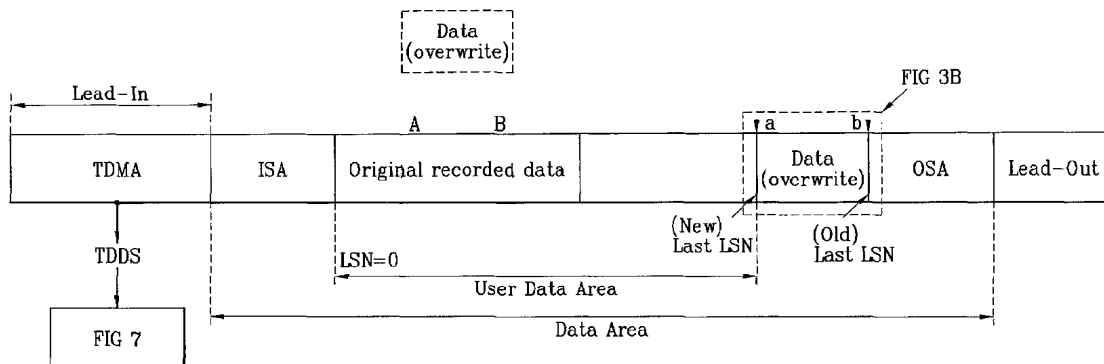 Data
(overwrite)
FIG 3B
Lead-In
A
B
a
b
TDMA
ISA
Original recorded data
Data
(overwrite)
OSA
Lead-Out
(New)
Last LSN
(Old)
Last LSN
TDDS
LSN=0
User Data Area
Data Area
FIG 7